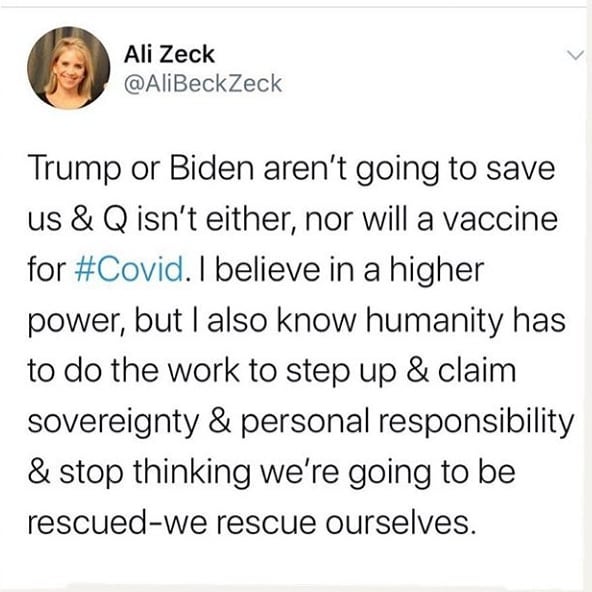 Ali Zeck
@AliBeckZeck
Trump or Biden aren't going to save
us & Q isn't either, nor will a vaccine
for #Covid. I believe in a higher
power, but I also know humanity has
to do the work to step up & claim
sovereignty & personal responsibility
& stop thinking we're going to be
rescued-we rescue ourselves.